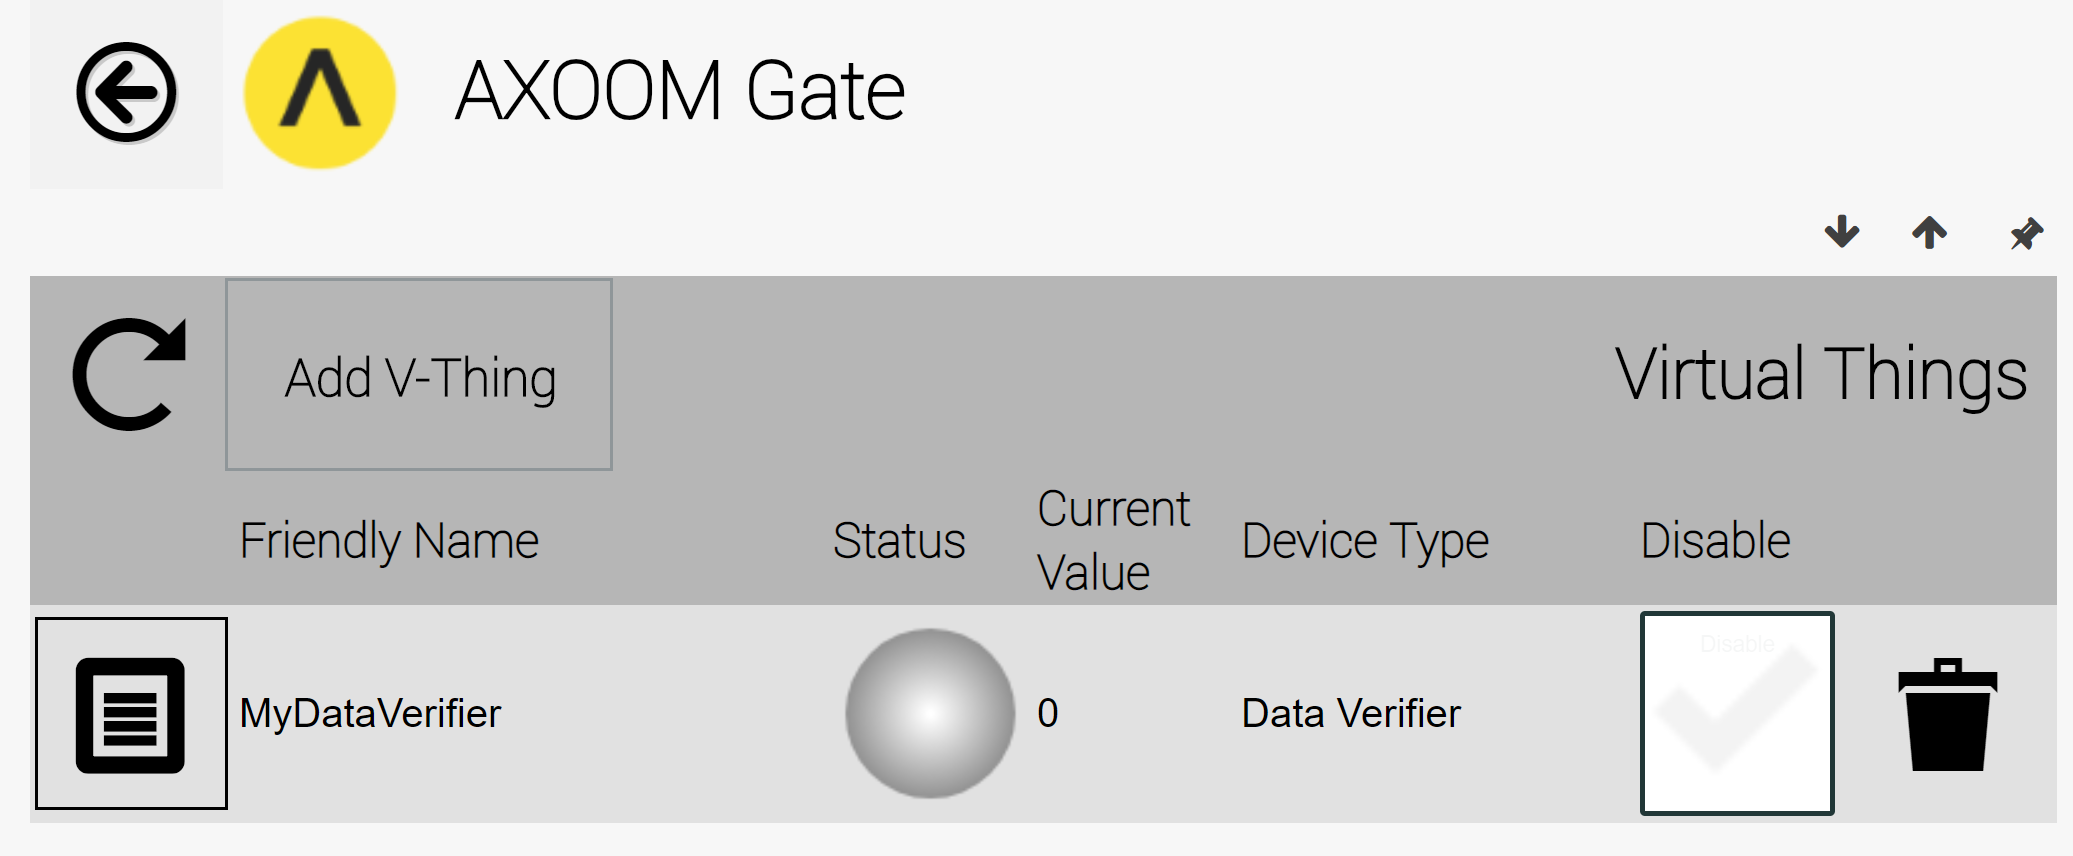 AXOOM Gate
Add V-Thing
Virtual Things
Friendly Name
Status
Current
Value
Device Type
Disable
MyDataVerifier
0
Data Verifier
Disable